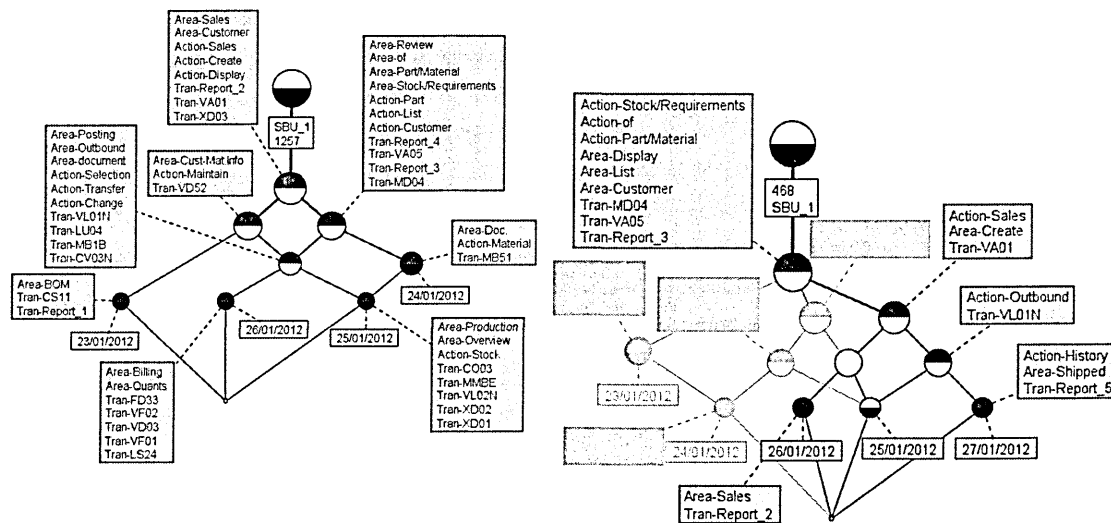 Area-Sales
Area-Customer
Action-Sales
Action-Create
Action-Display
Tran-Report_2
Tran-VA01
Tran-XD03
Area-Review
Area-of
Area-Part/Material
Area-Stock/Requirements
Action-Part
Action-List
Action-Customer
Tran-Report_4
Tran-VA05
Tran-Report_3
Tran-MD04
SBU_1
1257
Area-Posting
Area-Outbound
Area-document
Action-Selection
Action-Transfer
Action-Change
Tran-VL01N
Tran-LU04
Tran-MB1B
Tran-CV03N
Area-Cust-Mat.Info
Action-Maintain
Tran-VD52
Area-Doc.
Action-Material
Tran-MB51
24/01/2012
Area-BOM
Tran-CS11
Tran-Report_1
23/01/2012
26/01/2012
25/01/2012
Area-Billing
Area-Quants
Tran-FD33
Tran-VF02
Tran-VD03
Tran-VF01
Tran-LS24
Area-Production
Area-Overview
Action-Stock
Tran-CO03
Tran-MMBE
Tran-VL02N
Tran-XD02
Tran-XD01
Action-Stock/Requirements
Action-of
Action-Part/Material
Area-Display
Area-List
Area-Customer
Tran-MD04
Tran-VA05
Tran-Report_3
468
SBU_1
Action-Sales
Area-Create
Tran-VA01
Action-Outbound
Tran-VL01N
Action-History
Area-Shipped
Tran-Report_5
23/01/2012
24/01/2012
26/01/2012
25/01/2012
27/01/2012
Area-Sales
Tran-Report_2